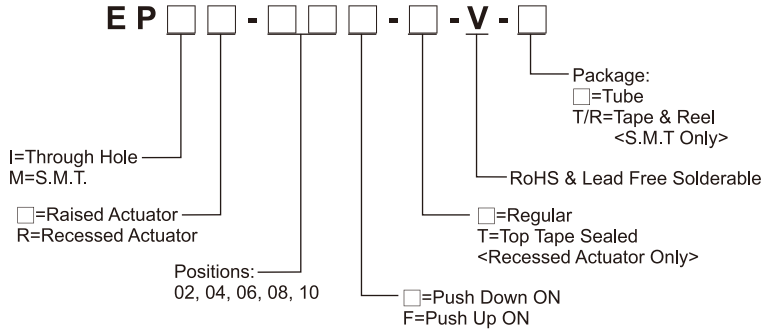 EP□□-□□□-□-V-□
Package:
□=Tube
T/R=Tape & Reel
<S.M.T Only>
I=Through Hole
M=S.M.T.
RoHS & Lead Free Solderable
□=Raised Actuator
R=Recessed Actuator
□=Regular
T=Top Tape Sealed
<Recessed Actuator Only>
Positions:
02, 04, 06, 08, 10
□=Push Down ON
F=Push Up ON